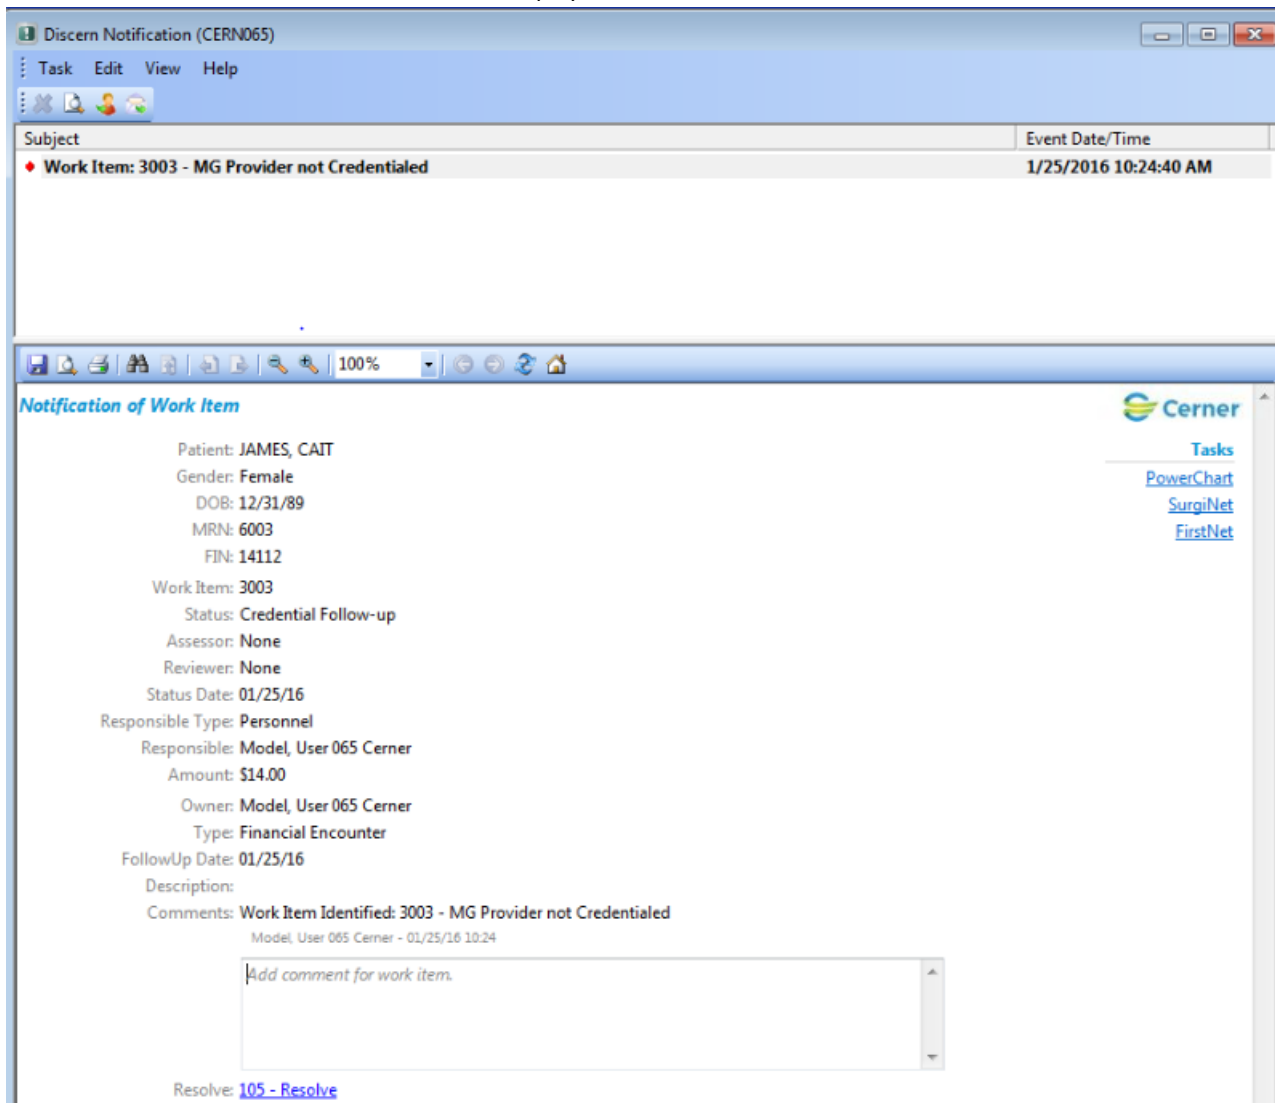 Discern Notification (CERN065)
Task Edit View Help
Subject Event Date/Time
Work Item: 3003 - MG Provider not Credentialed 1/25/2016 10:24:40 AM
100%
Notification of Work Item
Cerner
Patient: JAMES, CAIT
Tasks
Gender: Female
PowerChart
DOB: 12/31/89
SurgiNet
MRN: 6003
FirstNet
FIN: 14112
Work Item: 3003
Status: Credential Follow-up
Assessor: None
Reviewer: None
Status Date: 01/25/16
Responsible Type: Personnel
Responsible: Model, User 065 Cerner
Amount: $14.00
Owner: Model, User 065 Cerner
Type: Financial Encounter
FollowUp Date: 01/25/16
Description:
Comments: Work Item Identified: 3003 - MG Provider not Credentialed
Model, User 065 Cerner - 01/25/16 10:24
Add comment for work item.
Resolve: 105 - Resolve